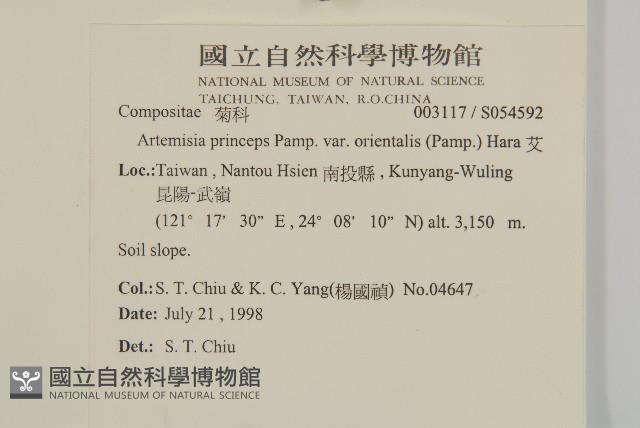 國立自然科學博物館
NATIONAL MUSEUM OF NATURAL SCIENCE
TAICHUNG, TAIWAN, R.O.CHINA
Compositae 菊科 003117 / S054592
Artemisia princeps Pamp. var. orientalis (Pamp.) Hara 艾
Loc.:Taiwan , Nantou Hsien 南投縣 , Kunyang-Wuling
昆陽-武嶺
(121° 17' 30" E , 24° 08' 10" N) alt. 3,150 m.
Soil slope.
Col.: S. T. Chiu & K. C. Yang(楊國禎) No.04647
Date: July 21 , 1998
Det.: S. T. Chiu
國立自然科學博物館
NATIONAL MUSEUM OF NATURAL SCIENCE